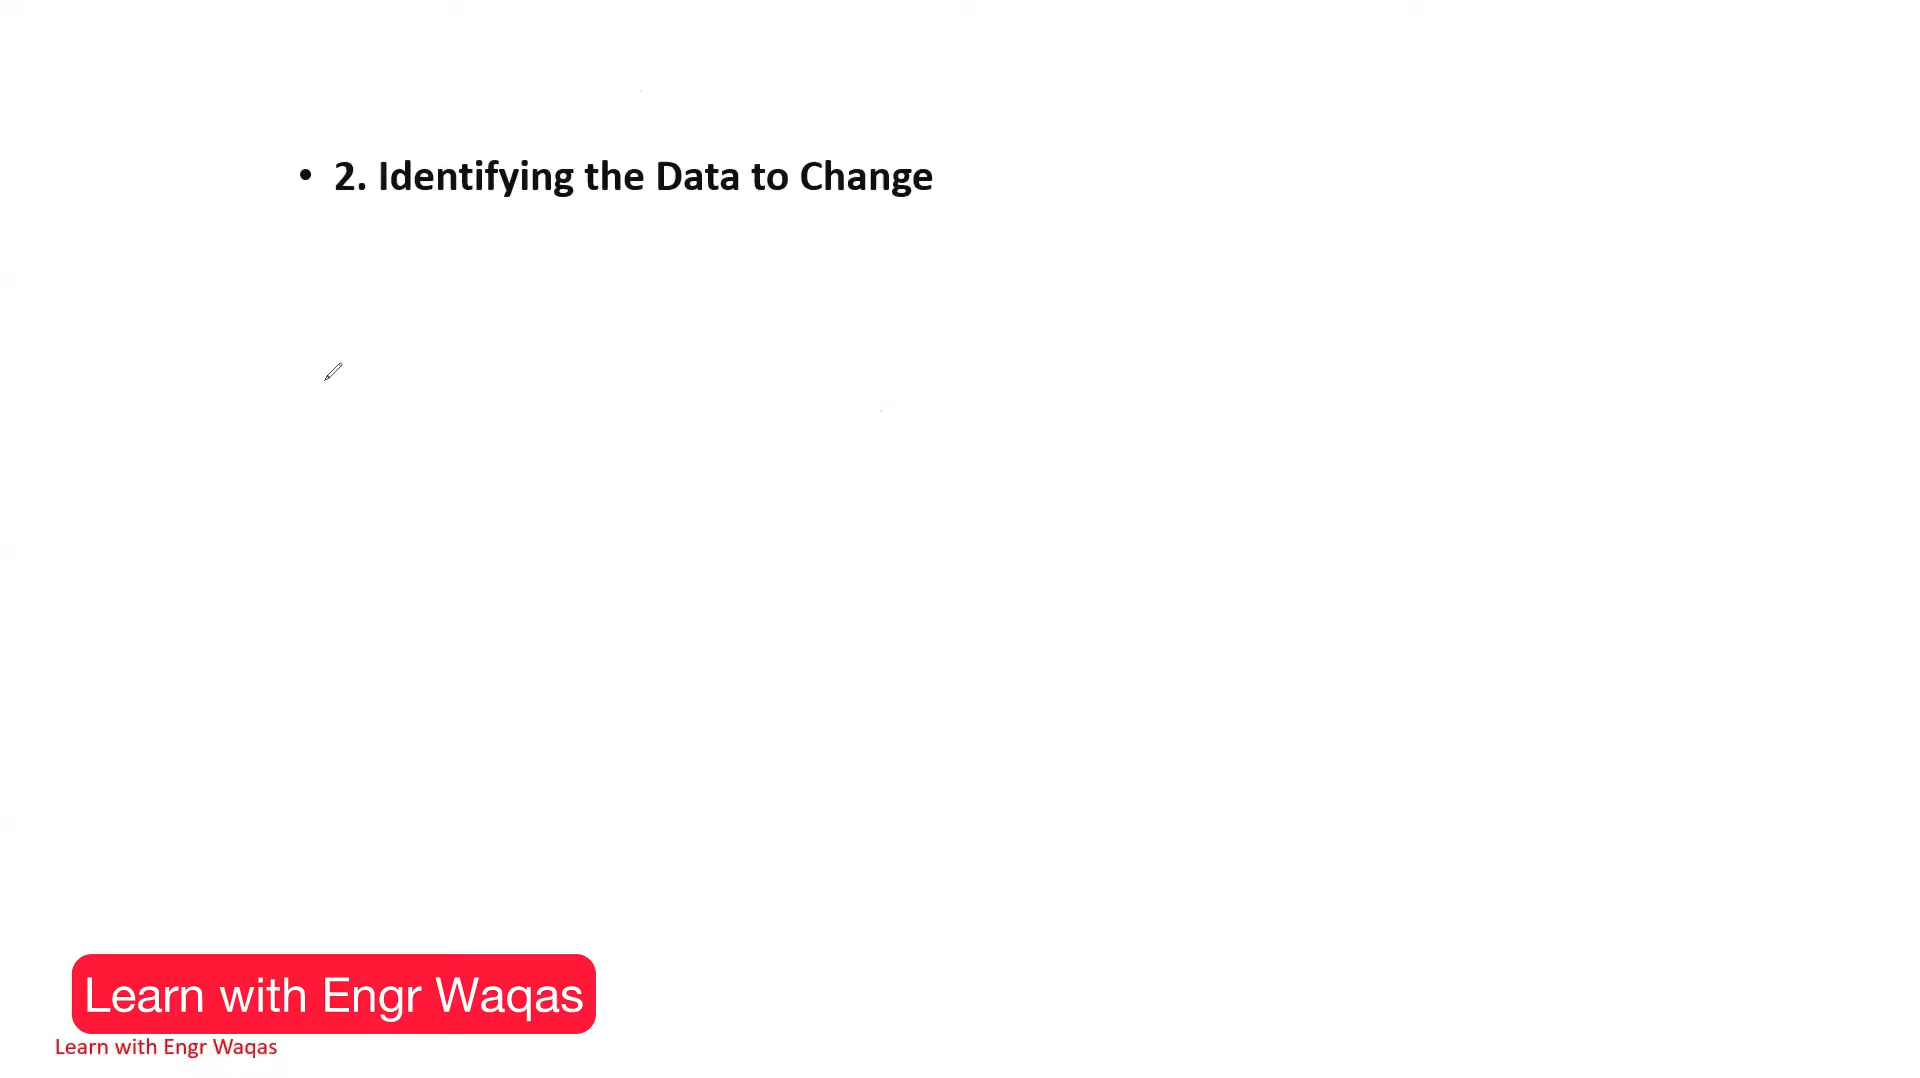 • 2. Identifying the Data to Change
Learn with Engr Waqas
Learn with Engr Waqas